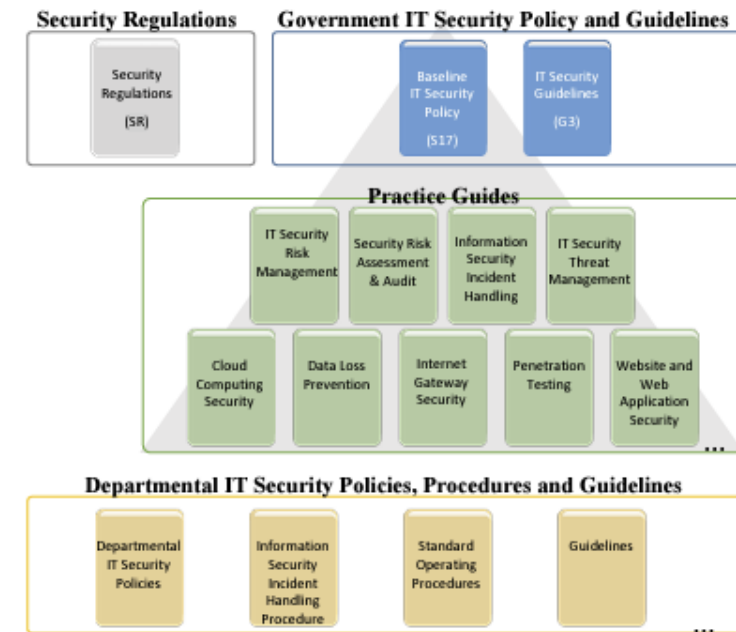 Security Regulations
Government IT Security Policy and Guidelines
Security
Regulations
(SR)
Baseline
IT Security
Policy
(S17)
IT Security
Guidelines
(G3)
Practice Guides
IT Security
Risk
Management
Security Risk
Assessment
& Audit
Information
Security
Incident
Handling
IT Security
Threat
Management
Cloud
Computing
Security
Data Loss
Prevention
Internet
Gateway
Security
Penetration
Testing
Website and
Web
Application
Security
...
Departmental IT Security Policies, Procedures and Guidelines
Departmental
IT Security
Policies
Information
Security
Incident
Handling
Procedure
Standard
Operating
Procedures
Guidelines
...